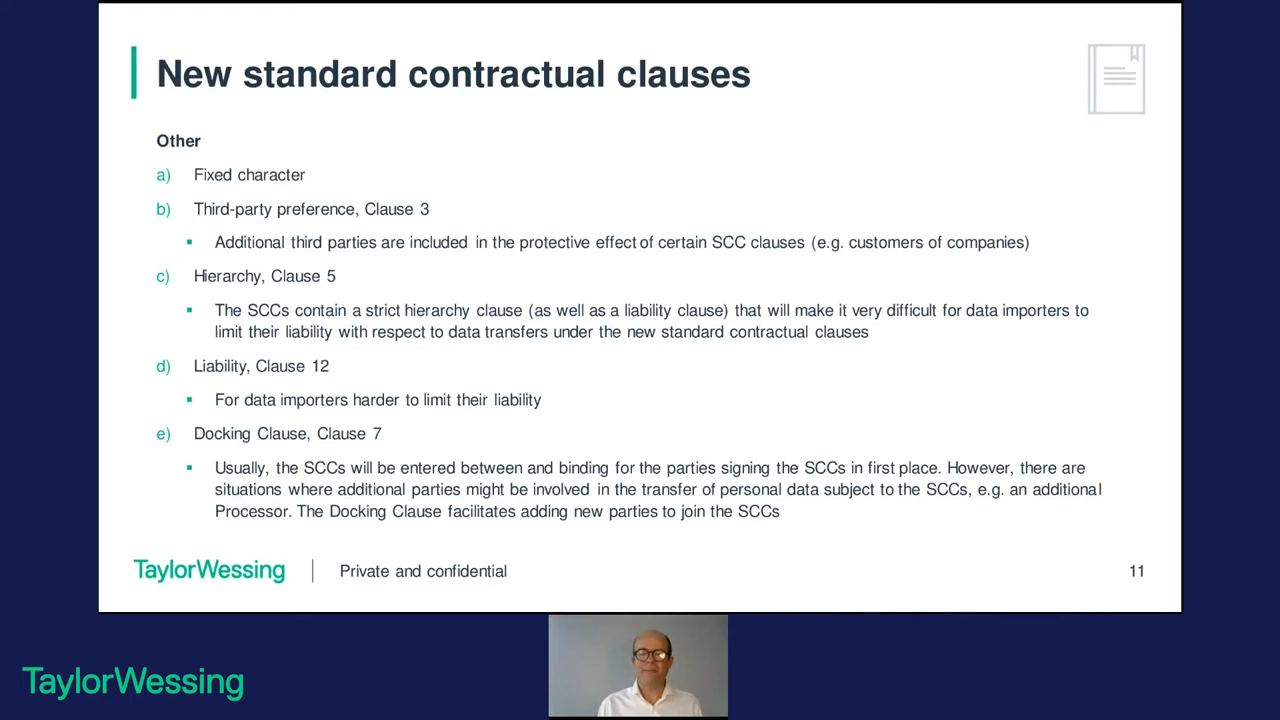 New standard contractual clauses
Other
a) Fixed character
b) Third-party preference, Clause 3
▪ Additional third parties are included in the protective effect of certain SCC clauses (e.g. customers of companies)
c) Hierarchy, Clause 5
▪ The SCCs contain a strict hierarchy clause (as well as a liability clause) that will make it very difficult for data importers to
limit their liability with respect to data transfers under the new standard contractual clauses
d) Liability, Clause 12
▪ For data importers harder to limit their liability
e) Docking Clause, Clause 7
▪ Usually, the SCCs will be entered between and binding for the parties signing the SCCs in first place. However, there are
situations where additional parties might be involved in the transfer of personal data subject to the SCCs, e.g. an additional
Processor. The Docking Clause facilitates adding new parties to join the SCCs
TaylorWessing | Private and confidential 11
TaylorWessing